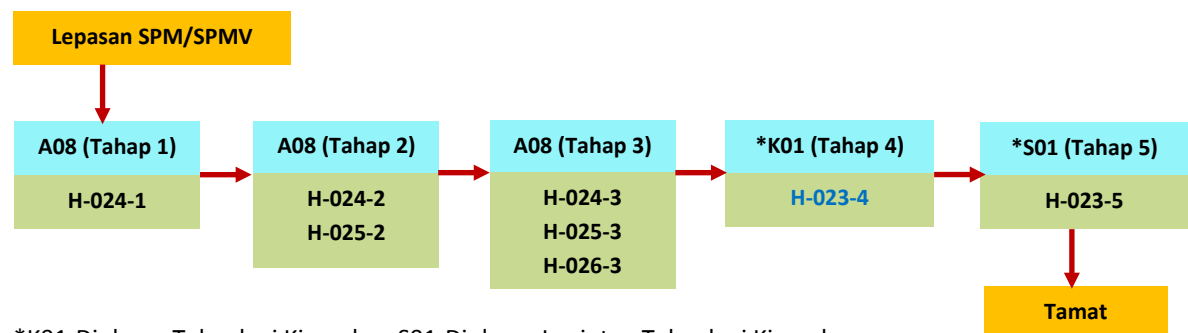 Lepasan SPM/SPMV
A08 (Tahap 1)
H-024-1
A08 (Tahap 2)
H-024-2
H-025-2
A08 (Tahap 3)
H-024-3
H-025-3
H-026-3
*K01 (Tahap 4)
H-023-4
*S01 (Tahap 5)
H-023-5
Tamat